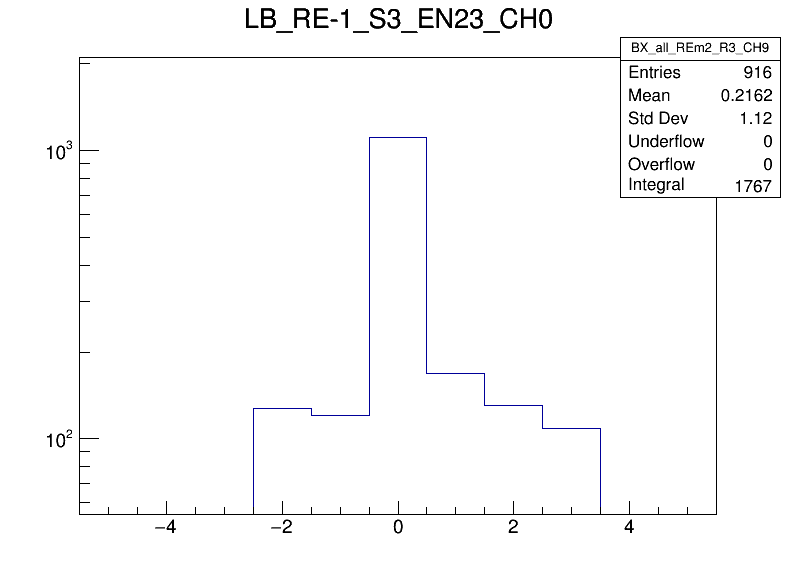 LB_RE-1_S3_EN23_CH0
BX_all_REm2_R3_CH9
Entries 916
Mean 0.2162
Std Dev 1.12
Underflow 0
Overflow 0
Integral 1767
10³
10²
−4 −2 0 2 4